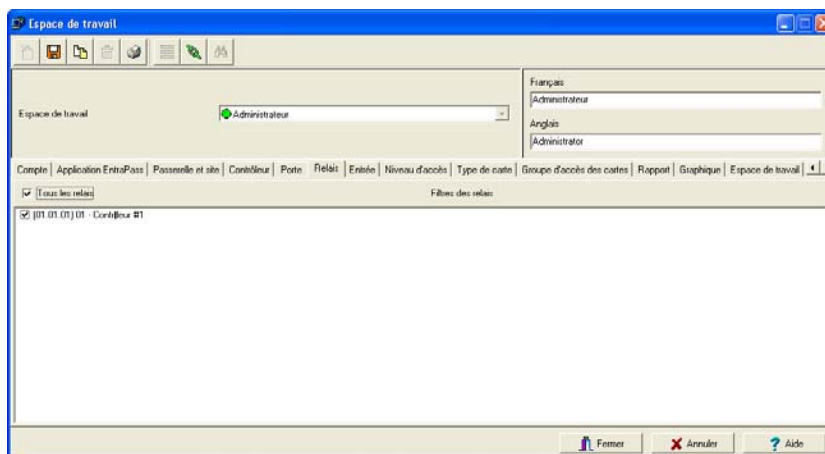 Espace de travail
Français
Administrateur
Espace de travail
Administrateur
Anglais
Administrator
Compte Application EntraPass Passerelle et site Contrôleur Porte Relais Entrée Niveau d'accès Type de carte Groupe d'accès des cartes Rapport Graphique Espace de travail
Tous les relais Filtres des relais
(01.01.01) 01 - Contrôleur #1
Fermer Annuler ? Aide